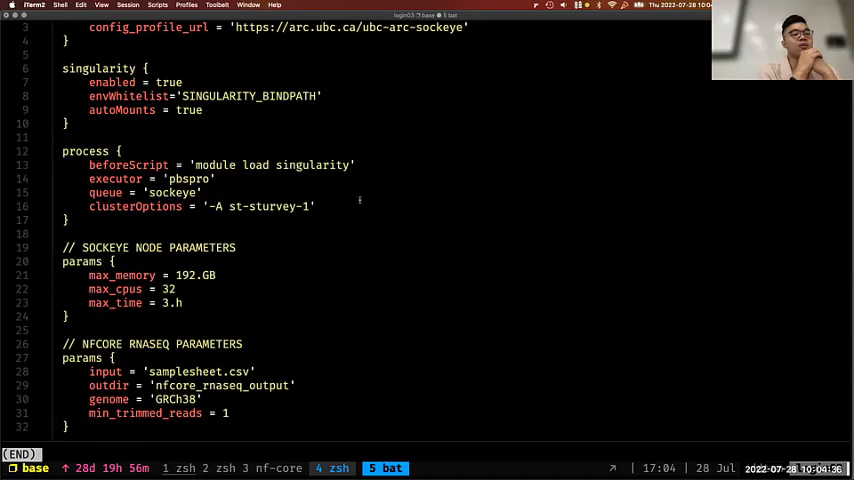 iTerm2 Shell Edit View Session Scripts Profiles Toolbelt Window Help
Thu 2022-07-28 10:04
login03 base 5 bat
3 config_profile_url = 'https://arc.ubc.ca/ubc-arc-sockeye'
4 }
5
6 singularity {
7 enabled = true
8 envWhitelist='SINGULARITY_BINDPATH'
9 autoMounts = true
10 }
11
12 process {
13 beforeScript = 'module load singularity'
14 executor = 'pbspro'
15 queue = 'sockeye'
16 clusterOptions = '-A st-sturvey-1'
17 }
18
19 // SOCKEYE NODE PARAMETERS
20 params {
21 max_memory = 192.GB
22 max_cpus = 32
23 max_time = 3.h
24 }
25
26 // NFCORE RNASEQ PARAMETERS
27 params {
28 input = 'samplesheet.csv'
29 outdir = 'nfcore_rnaseq_output'
30 genome = 'GRCh38'
31 min_trimmed_reads = 1
32 }
(END)
base ↑ 28d 19h 56m 1 zsh 2 zsh 3 nf-core 4 zsh 5 bat ↗ | 17:04 | 28 Jul 2022-07-28 10:04:36